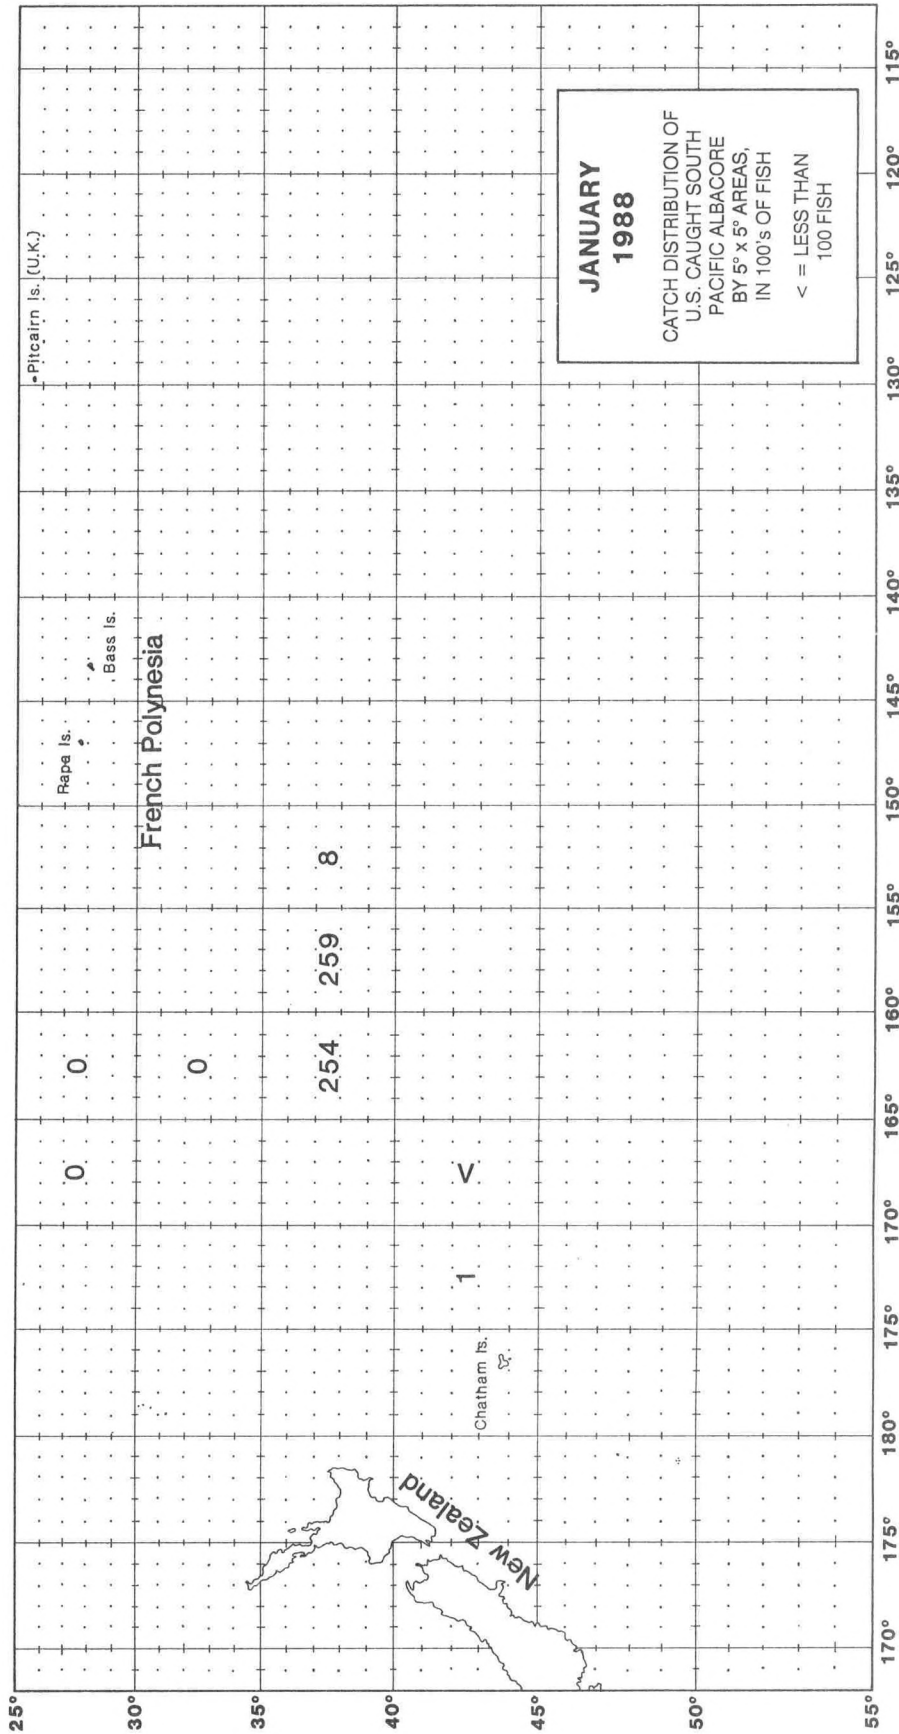 25°
Pitcairn Is. (U.K.)
Rapa Is.
0
0
Bass Is.
30°
French Polynesia
0
35°
254
259
8
40°
New Zealand
Chatham Is.
1
<
45°
50°
55°
JANUARY
1988
CATCH DISTRIBUTION OF
U.S. CAUGHT SOUTH
PACIFIC ALBACORE
BY 5° x 5° AREAS,
IN 100's OF FISH
< = LESS THAN
100 FISH
170° 175° 180° 175° 170° 165° 160° 155° 150° 145° 140° 135° 130° 125° 120° 115°